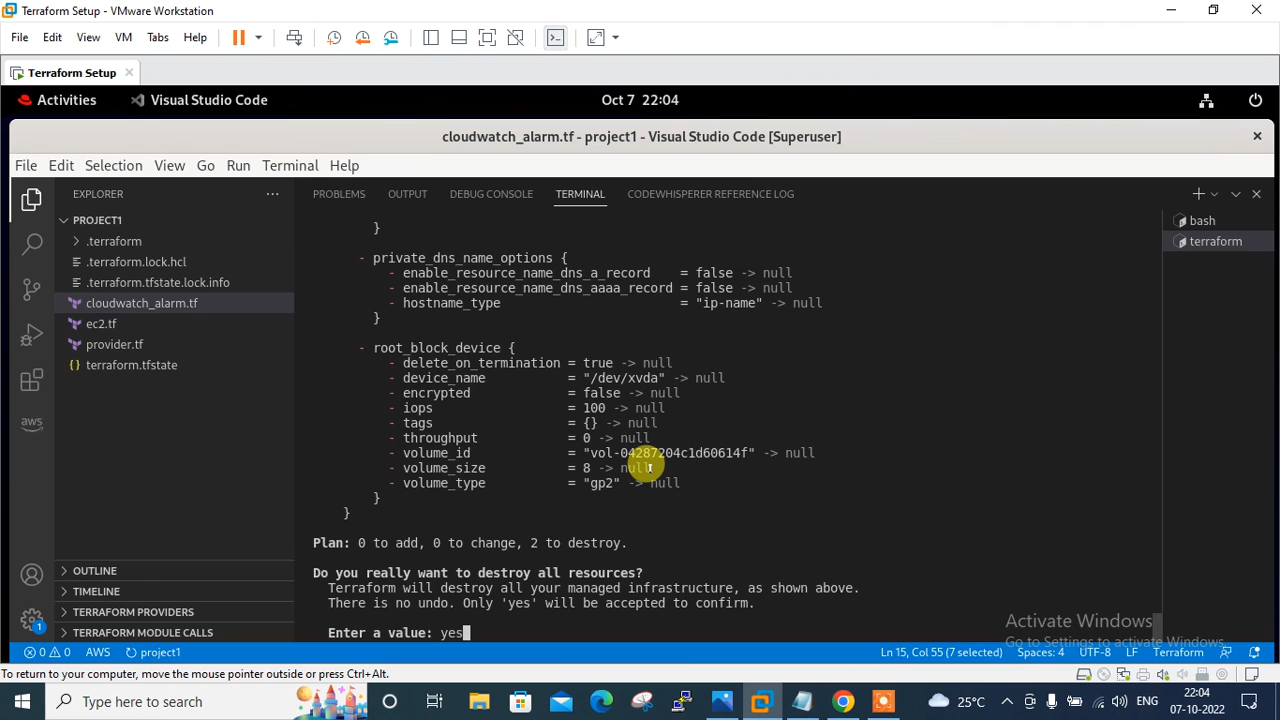 Terraform Setup - VMware Workstation
File Edit View VM Tabs Help
Terraform Setup
Activities Visual Studio Code Oct 7 22:04
cloudwatch_alarm.tf - project1 - Visual Studio Code [Superuser]
File Edit Selection View Go Run Terminal Help
EXPLORER ... PROBLEMS OUTPUT DEBUG CONSOLE TERMINAL CODEWHISPERER REFERENCE LOG
PROJECT1
.terraform
.terraform.lock.hcl
.terraform.tfstate.lock.info
cloudwatch_alarm.tf
ec2.tf
provider.tf
{} terraform.tfstate
aws
OUTLINE
TIMELINE
TERRAFORM PROVIDERS
TERRAFORM MODULE CALLS
1
}
- private_dns_name_options {
- enable_resource_name_dns_a_record = false -> null
- enable_resource_name_dns_aaaa_record = false -> null
- hostname_type = "ip-name" -> null
}
- root_block_device {
- delete_on_termination = true -> null
- device_name = "/dev/xvda" -> null
- encrypted = false -> null
- iops = 100 -> null
- tags = {} -> null
- throughput = 0 -> null
- volume_id = "vol-04287204c1d60614f" -> null
- volume_size = 8 -> null
- volume_type = "gp2" -> null
}
}
Plan: 0 to add, 0 to change, 2 to destroy.
Do you really want to destroy all resources?
Terraform will destroy all your managed infrastructure, as shown above.
There is no undo. Only 'yes' will be accepted to confirm.
Enter a value: yes
bash
terraform
Activate Windows
Go to Settings to activate Windows.
0 0 AWS project1 Ln 15, Col 55 (7 selected) Spaces: 4 UTF-8 LF Terraform
To return to your computer, move the mouse pointer outside or press Ctrl+Alt.
Type here to search 25°C ENG 22:04
07-10-2022